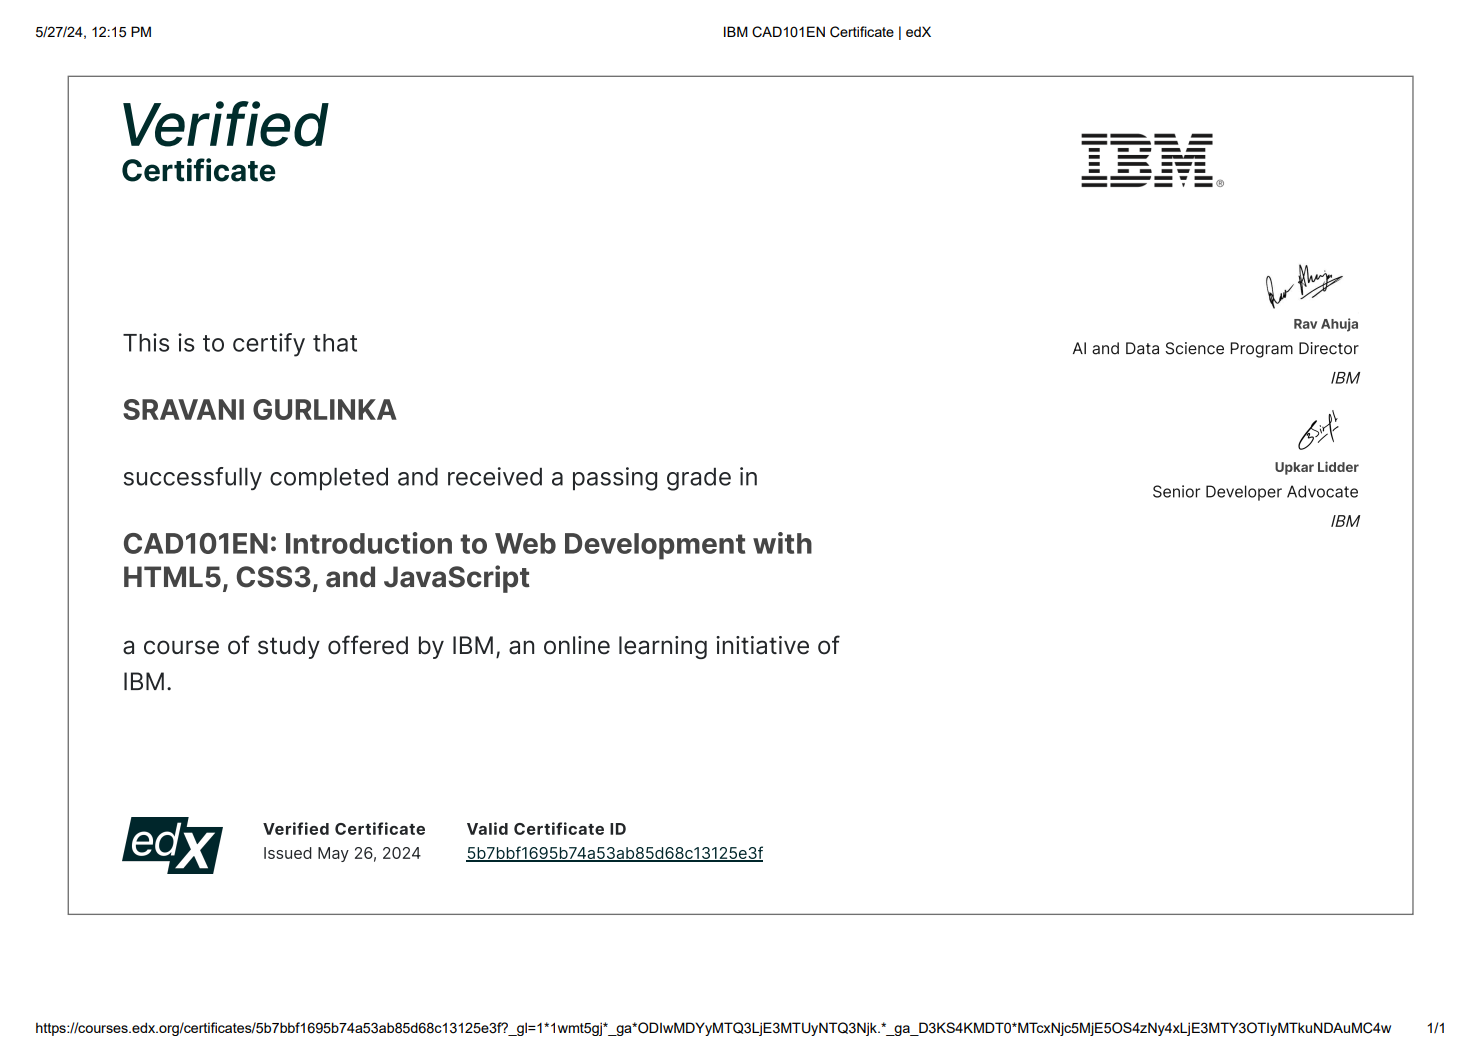 5/27/24, 12:15 PM
IBM CAD101EN Certificate | edX
Verified
Certificate
IBM®
This is to certify that
SRAVANI GURLINKA
successfully completed and received a passing grade in
CAD101EN: Introduction to Web Development with
HTML5, CSS3, and JavaScript
a course of study offered by IBM, an online learning initiative of
IBM.
Rav Ahuja
Rav Ahuja
AI and Data Science Program Director
IBM
Upkar Lidder
Senior Developer Advocate
IBM
edX
Verified Certificate
Issued May 26, 2024
Valid Certificate ID
5b7bbf1695b74a53ab85d68c13125e3f
https://courses.edx.org/certificates/5b7bbf1695b74a53ab85d68c13125e3f?_gl=1*1wmt5gj*_ga*ODIwMDYyMTQ3LjE3MTUyNTQ3Njk.*_ga_D3KS4KMDT0*MTcxNjc5MjE5OS4zNy4xLjE3MTY3OTIyMTkuNDAuMC4w
1/1